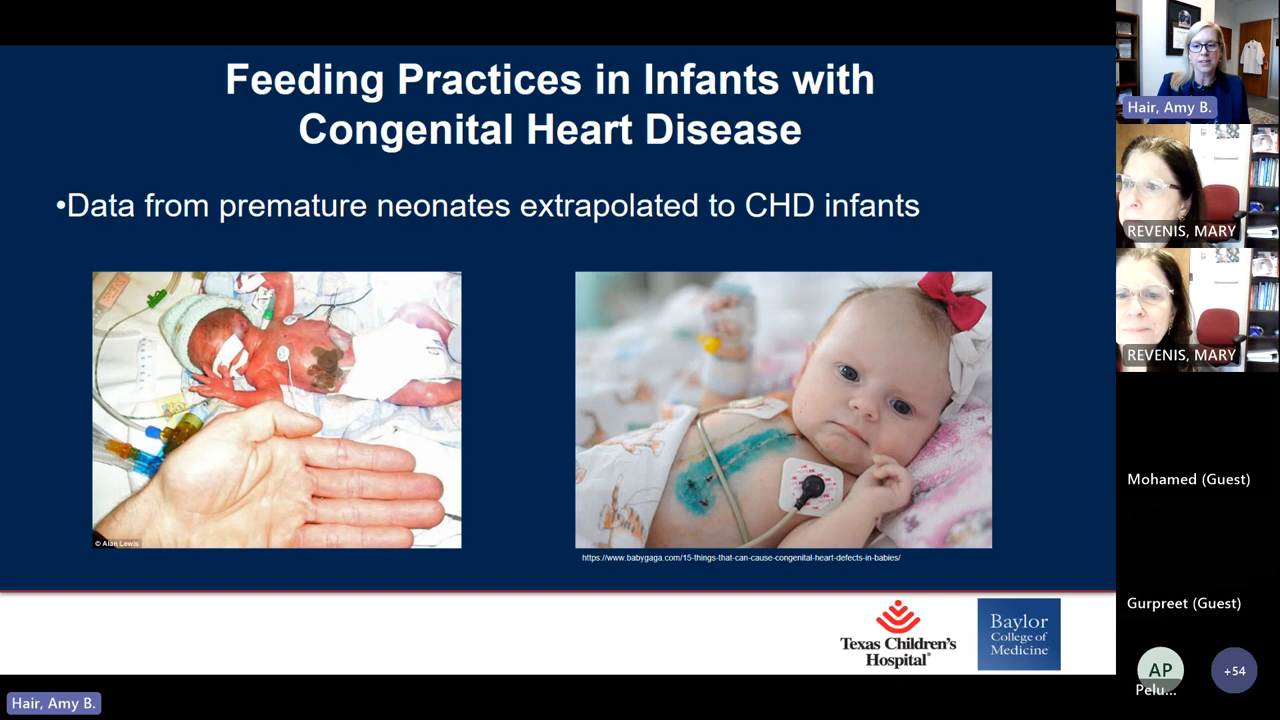 Feeding Practices in Infants with
Congenital Heart Disease
•Data from premature neonates extrapolated to CHD infants
© Alan Lewis
https://www.babygaga.com/15-things-that-can-cause-congenital-heart-defects-in-babies/
Texas Children's
Hospital®
Baylor
College of
Medicine
Hair, Amy B.
Hair, Amy B.
REVENIS, MARY
REVENIS, MARY
Mohamed (Guest)
Gurpreet (Guest)
AP
Pelu...
+54